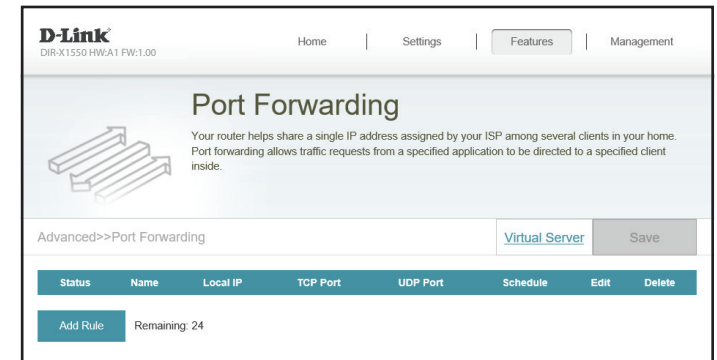 D-Link
DIR-X1550 HW:A1 FW:1.00
Home | Settings | Features | Management
Port Forwarding
Your router helps share a single IP address assigned by your ISP among several clients in your home.
Port forwarding allows traffic requests from a specified application to be directed to a specified client
inside.
Advanced>>Port Forwarding
Virtual Server
Save
Status Name Local IP TCP Port UDP Port Schedule Edit Delete
Add Rule Remaining: 24